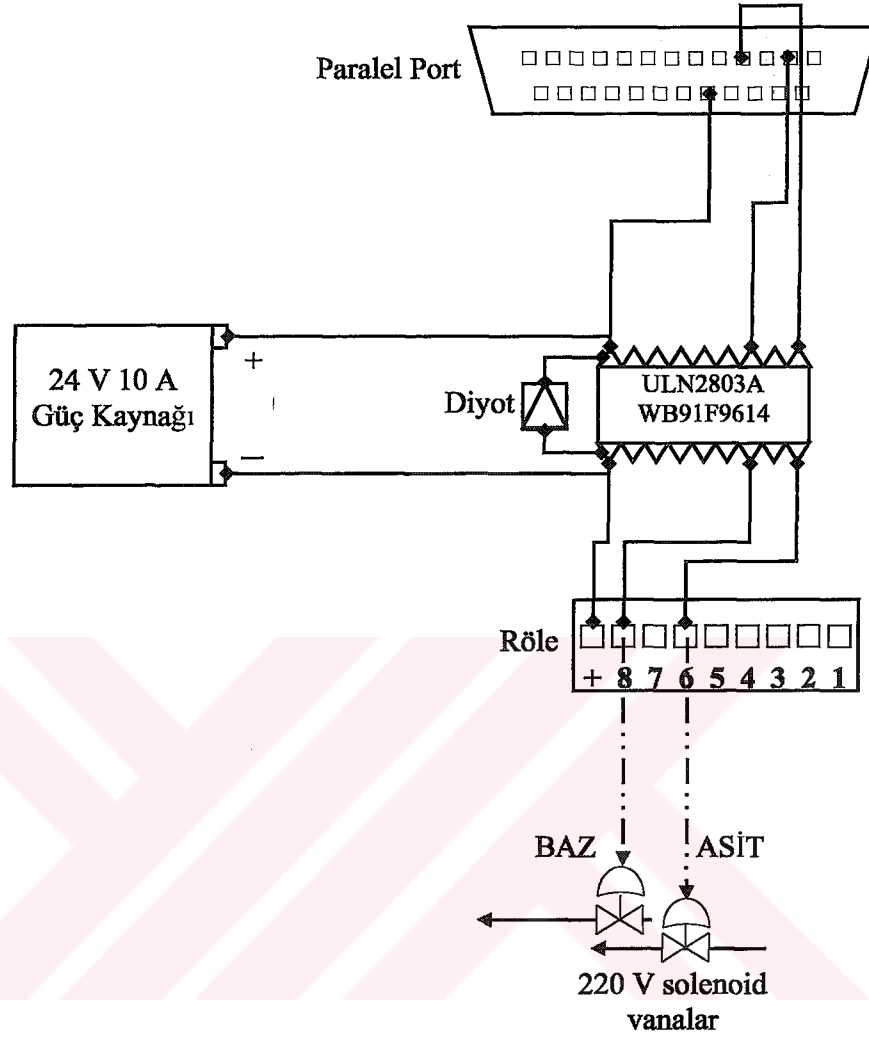 Paralel Port
24 V 10 A
Güç Kaynağı
+
–
Diyot
ULN2803A
WB91F9614
Röle
+ 8 7 6 5 4 3 2 1
BAZ
ASİT
220 V solenoid
vanalar